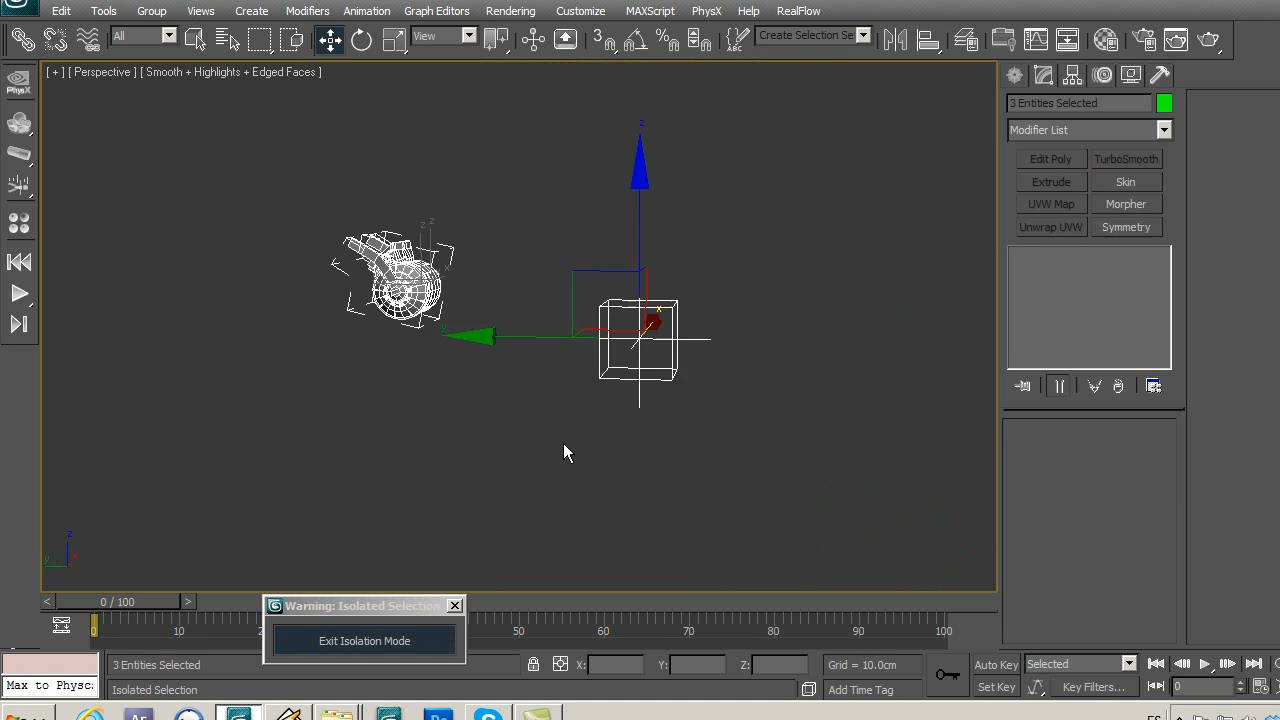 Edit Tools Group Views Create Modifiers Animation Graph Editors Rendering Customize MAXScript PhysX Help RealFlow
All View 3 Create Selection Se
[ + ] [ Perspective ] [ Smooth + Highlights + Edged Faces ]
PhysX
3 Entities Selected
Modifier List
Edit Poly TurboSmooth
Extrude Skin
UVW Map Morpher
Unwrap UVW Symmetry
z
z z
x
y
z
y x
< 0 / 100 >
Warning: Isolated Selection
Exit Isolation Mode
0 10 50 60 70 80 90 100
3 Entities Selected X: Y: Z: Grid = 10.0cm Auto Key Selected
Max to Physc: Isolated Selection Add Time Tag Set Key Key Filters... 0
ES